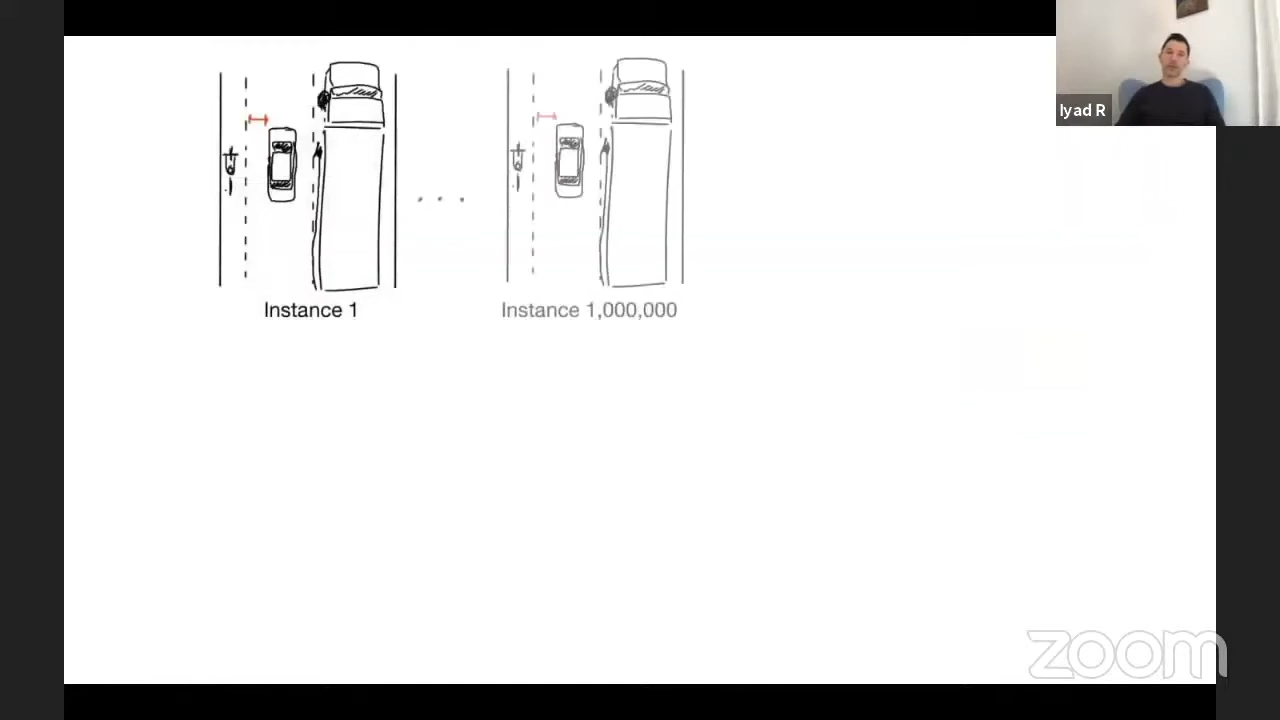 Iyad R
Instance 1
. . .
Instance 1,000,000
zoom